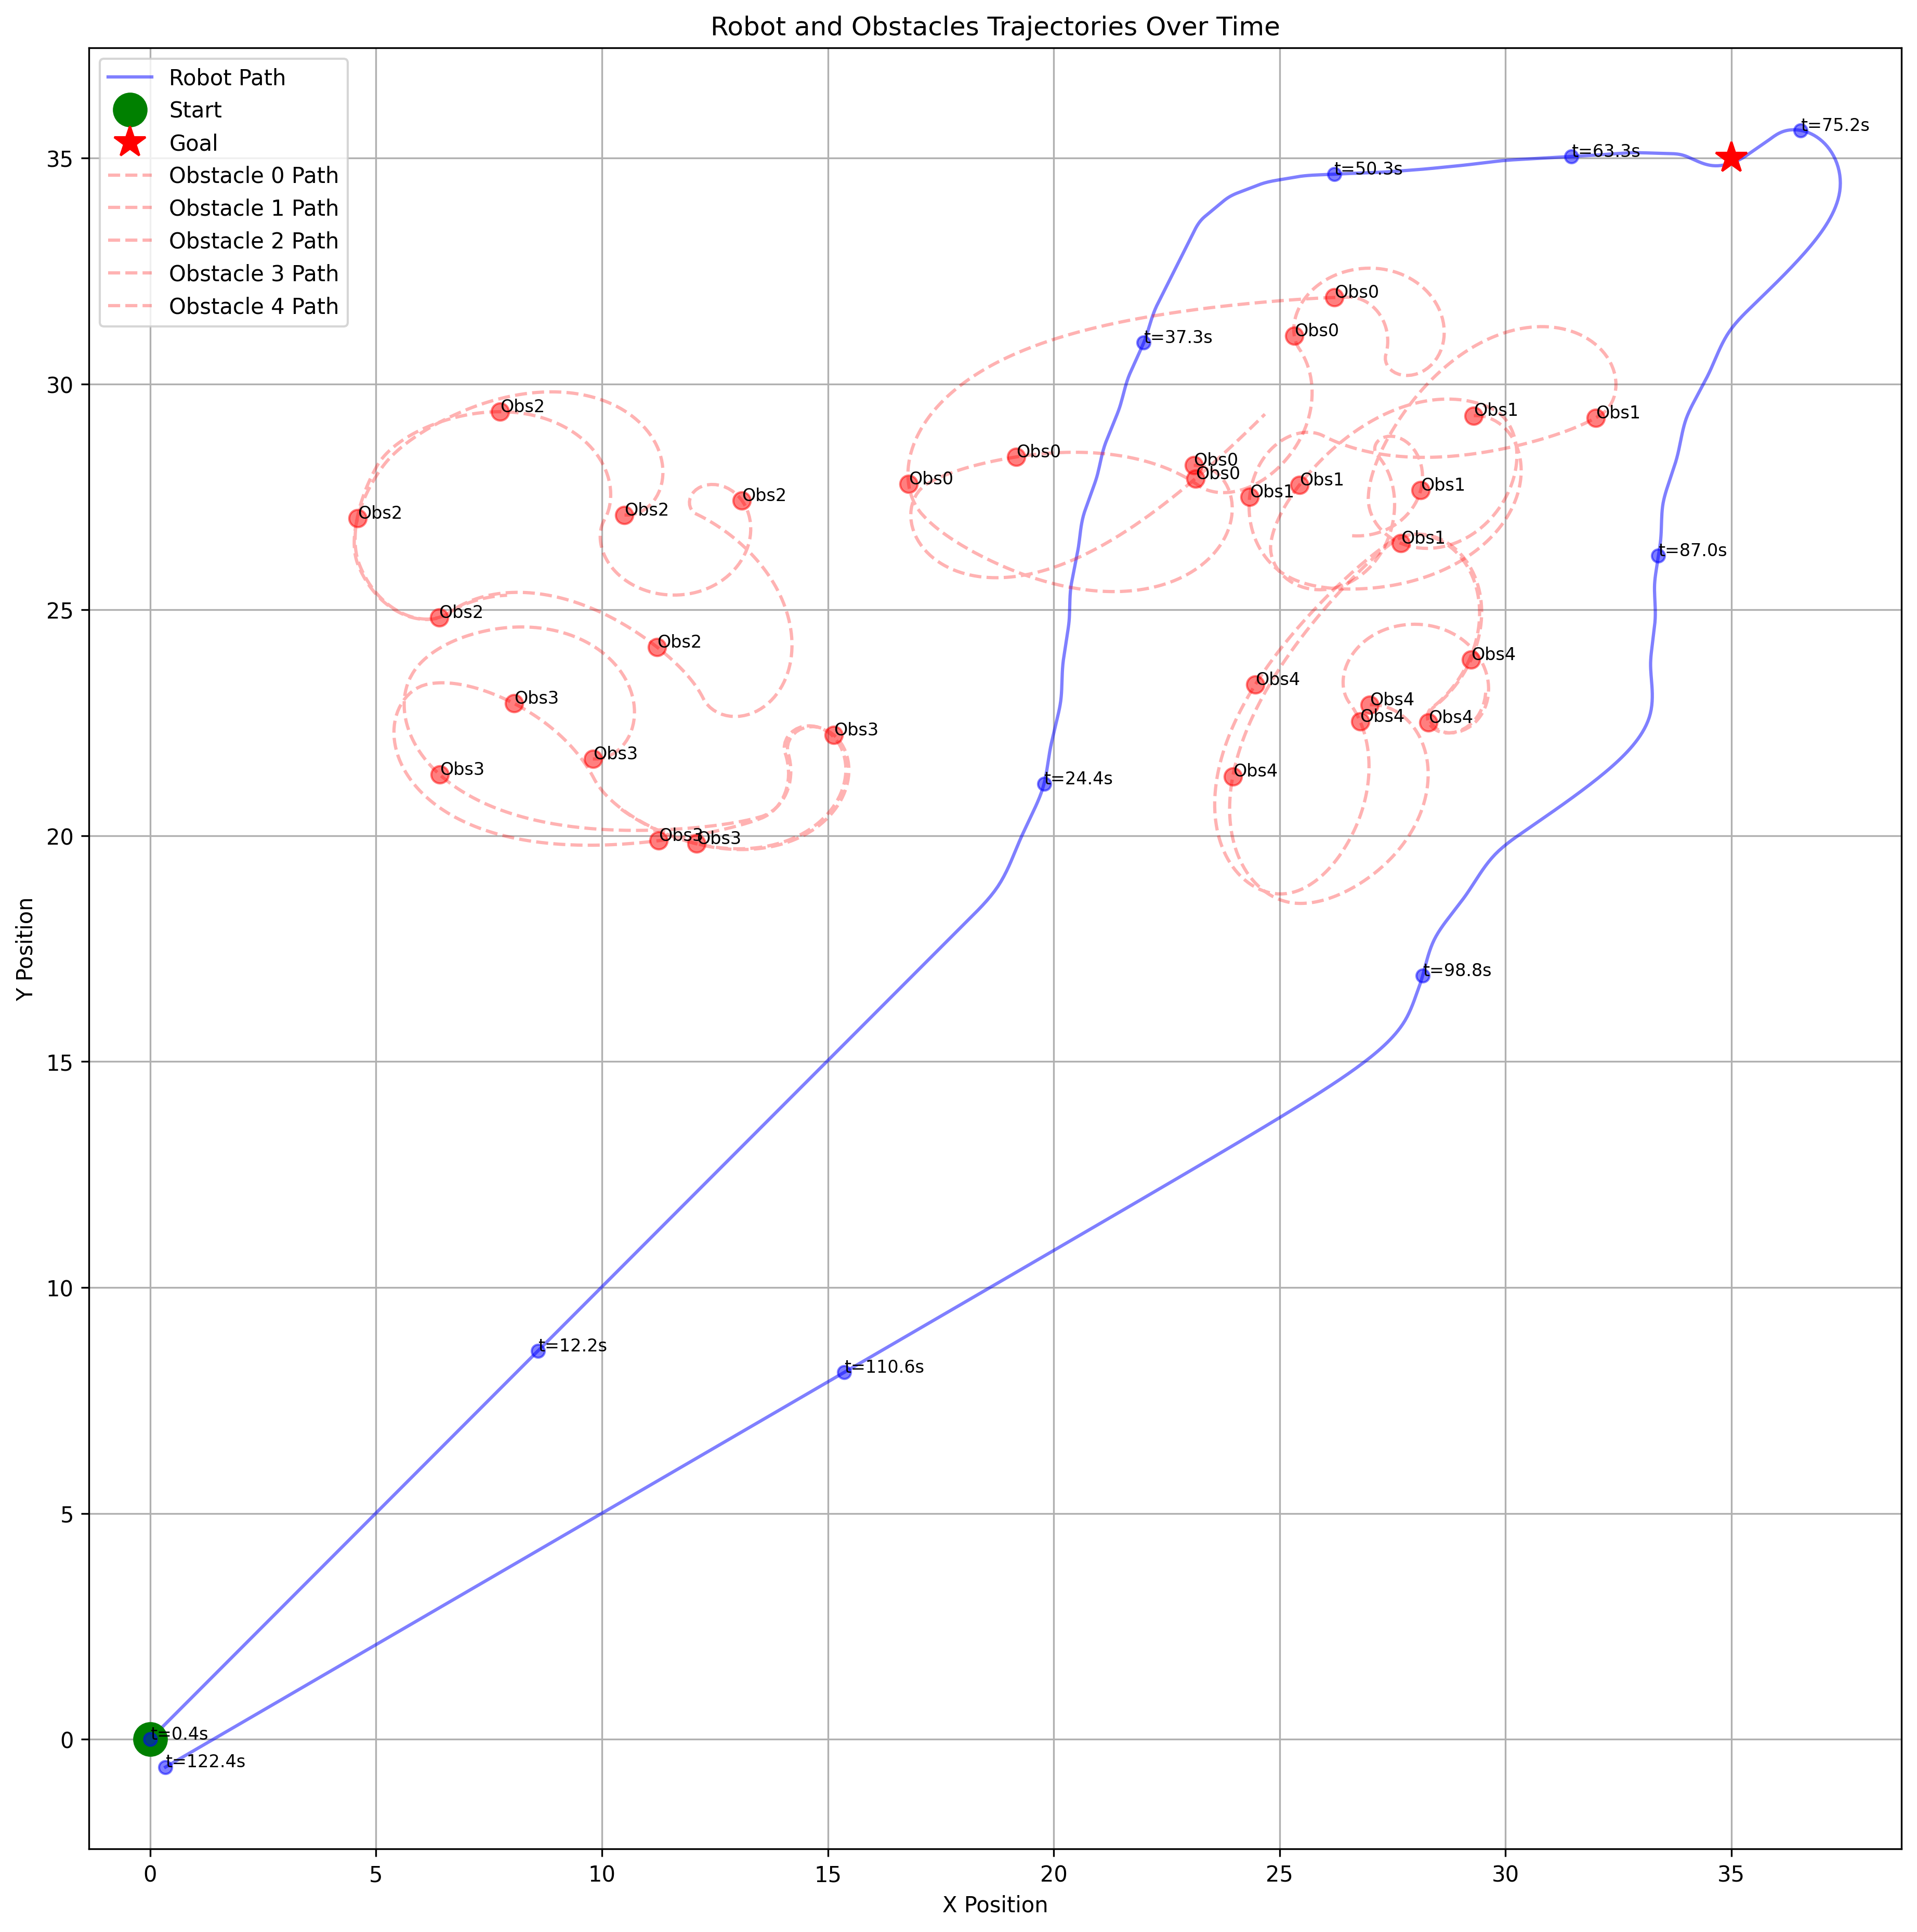 Robot and Obstacles Trajectories Over Time
Robot Path
Start
Goal
Obstacle 0 Path
Obstacle 1 Path
Obstacle 2 Path
Obstacle 3 Path
Obstacle 4 Path
t=75.2s
t=63.3s
t=50.3s
Obs0
Obs0
t=37.3s
Obs2
Obs1
Obs1
Obs0
Obs0
Obs0
Obs0
Obs1
Obs1
Obs1
Obs2
Obs2
Obs2
Obs1
t=87.0s
Obs2
Obs2
Obs4
Obs4
Obs3
Obs4
Obs4
Obs4
Obs3
Obs3
Obs3
Obs4
t=24.4s
Obs3
Obs3
t=98.8s
t=12.2s
t=110.6s
t=0.4s
t=122.4s
35
30
25
20
15
10
5
0
Y Position
0
5
10
15
20
25
30
35
X Position